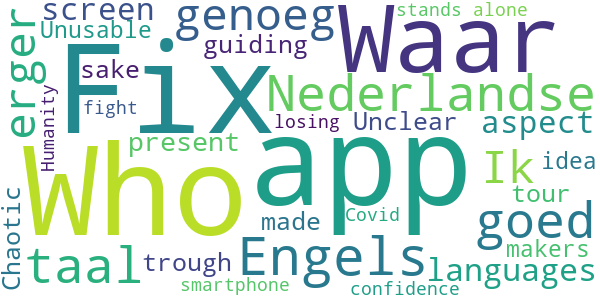 screen genoeg stands alone
Unusable Waar
erger Fix guiding
sake Nederlandse
Humanity fight losing Unclear aspect
Who app present Ik idea
Chaotic made Covid goed tour
taal trough Engels makers
languages
smartphone confidence